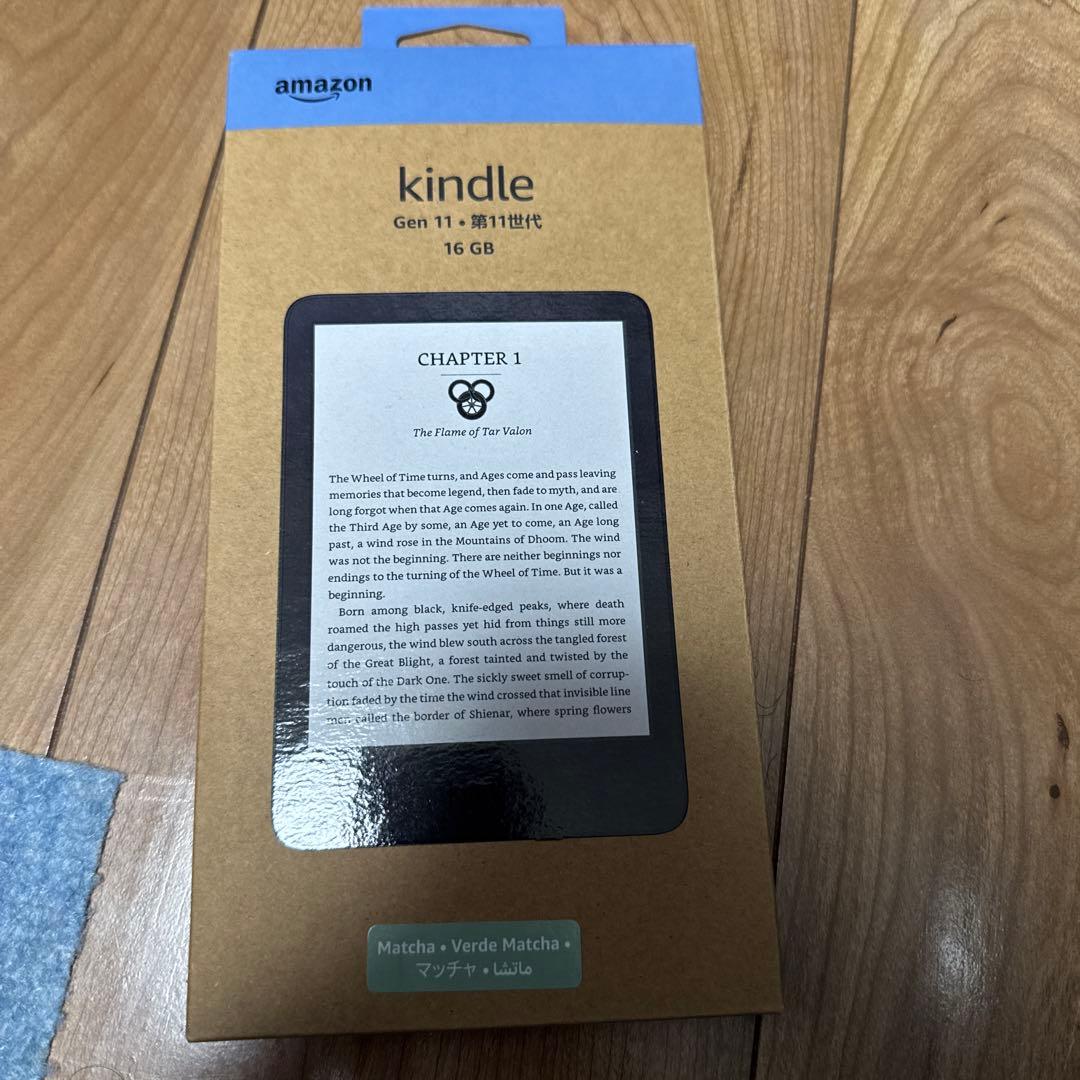 amazon
kindle
Gen 11 • 第11世代
16 GB
CHAPTER 1
The Flame of Tar Valon
The Wheel of Time turns, and Ages come and pass leaving
memories that become legend, then fade to myth, and are
long forgot when that Age comes again. In one Age, called
the Third Age by some, an Age yet to come, an Age long
past, a wind rose in the Mountains of Dhoom. The wind
was not the beginning. There are neither beginnings nor
endings to the turning of the Wheel of Time. But it was a
beginning.
Born among black, knife-edged peaks, where death
roamed the high passes yet hid from things still more
dangerous, the wind blew south across the tangled forest
of the Great Blight, a forest tainted and twisted by the
touch of the Dark One. The sickly sweet smell of corrup-
tion faded by the time the wind crossed that invisible line
men called the border of Shienar, where spring flowers
Matcha • Verde Matcha •
マッチャ • ماتشا